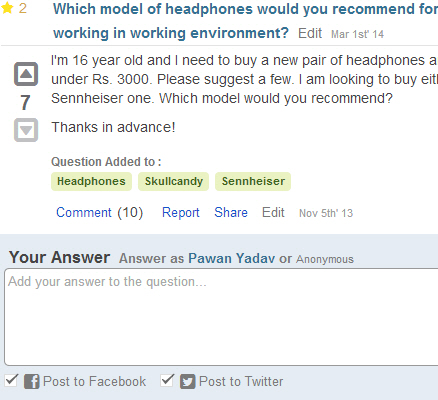 2 Which model of headphones would you recommend for
working in working environment? Edit Mar 1st' 14
I'm 16 year old and I need to buy a new pair of headphones a
under Rs. 3000. Please suggest a few. I am looking to buy eit
7
Sennheiser one. Which model would you recommend?
Thanks in advance!
Question Added to :
Headphones Skullcandy Sennheiser
Comment (10) Report Share Edit Nov 5th' 13
Your Answer Answer as Pawan Yadav or Anonymous
Add your answer to the question...
Post to Facebook Post to Twitter